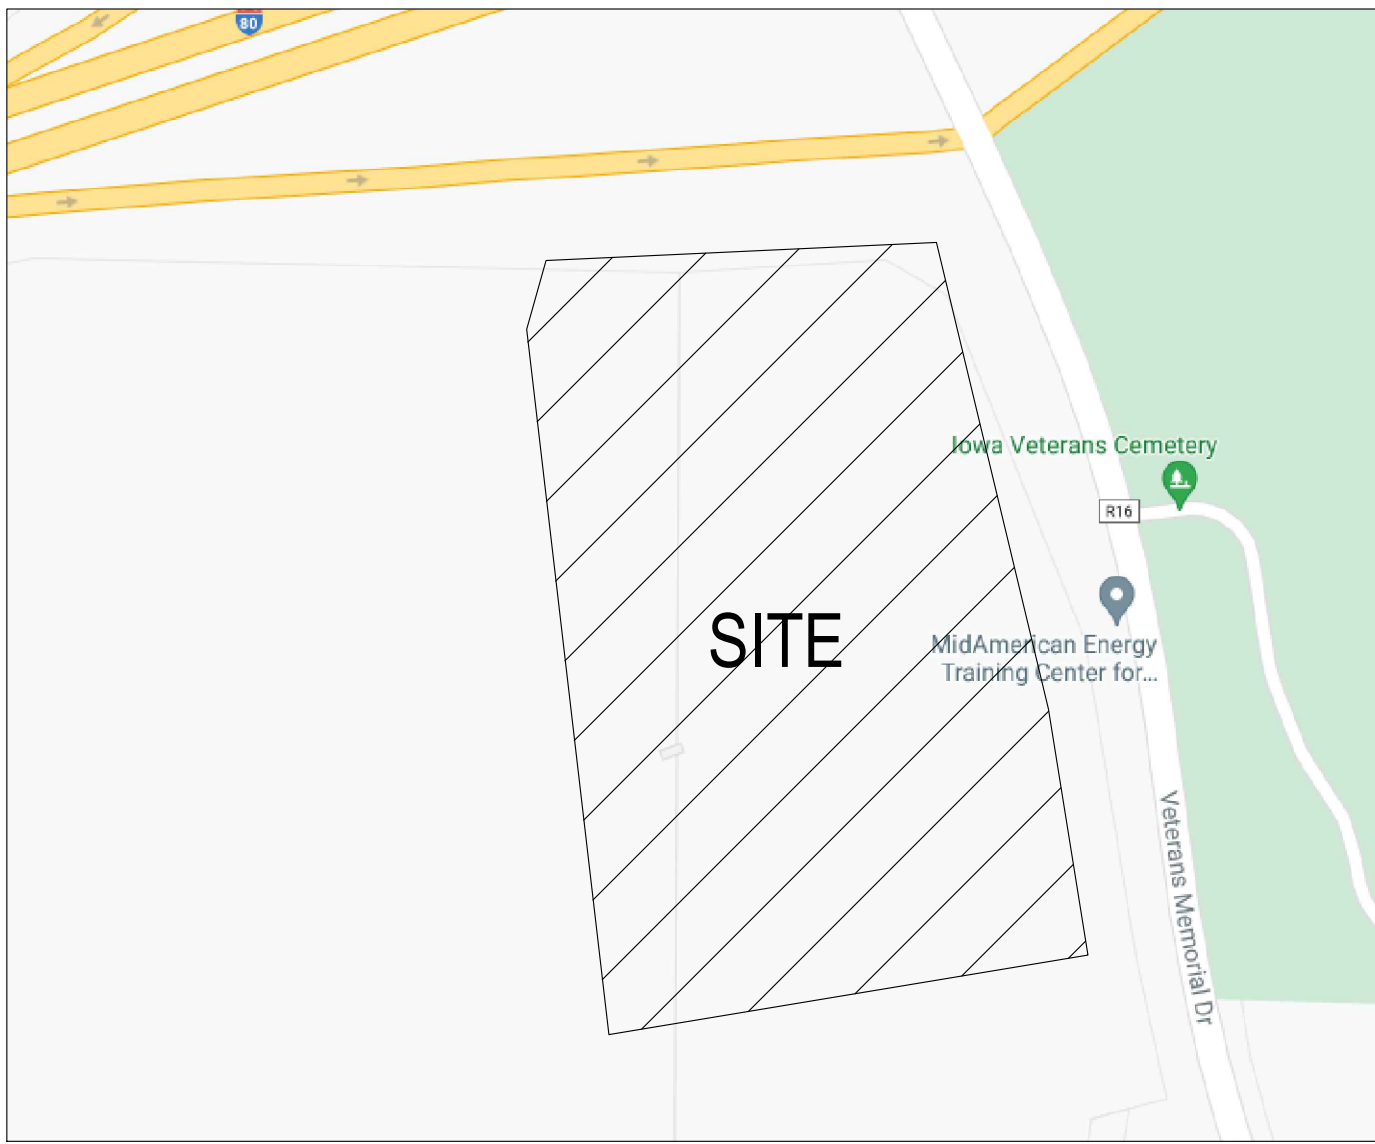 80
Iowa Veterans Cemetery
R16
SITE
MidAmerican Energy
Training Center for...
Veterans Memorial Dr